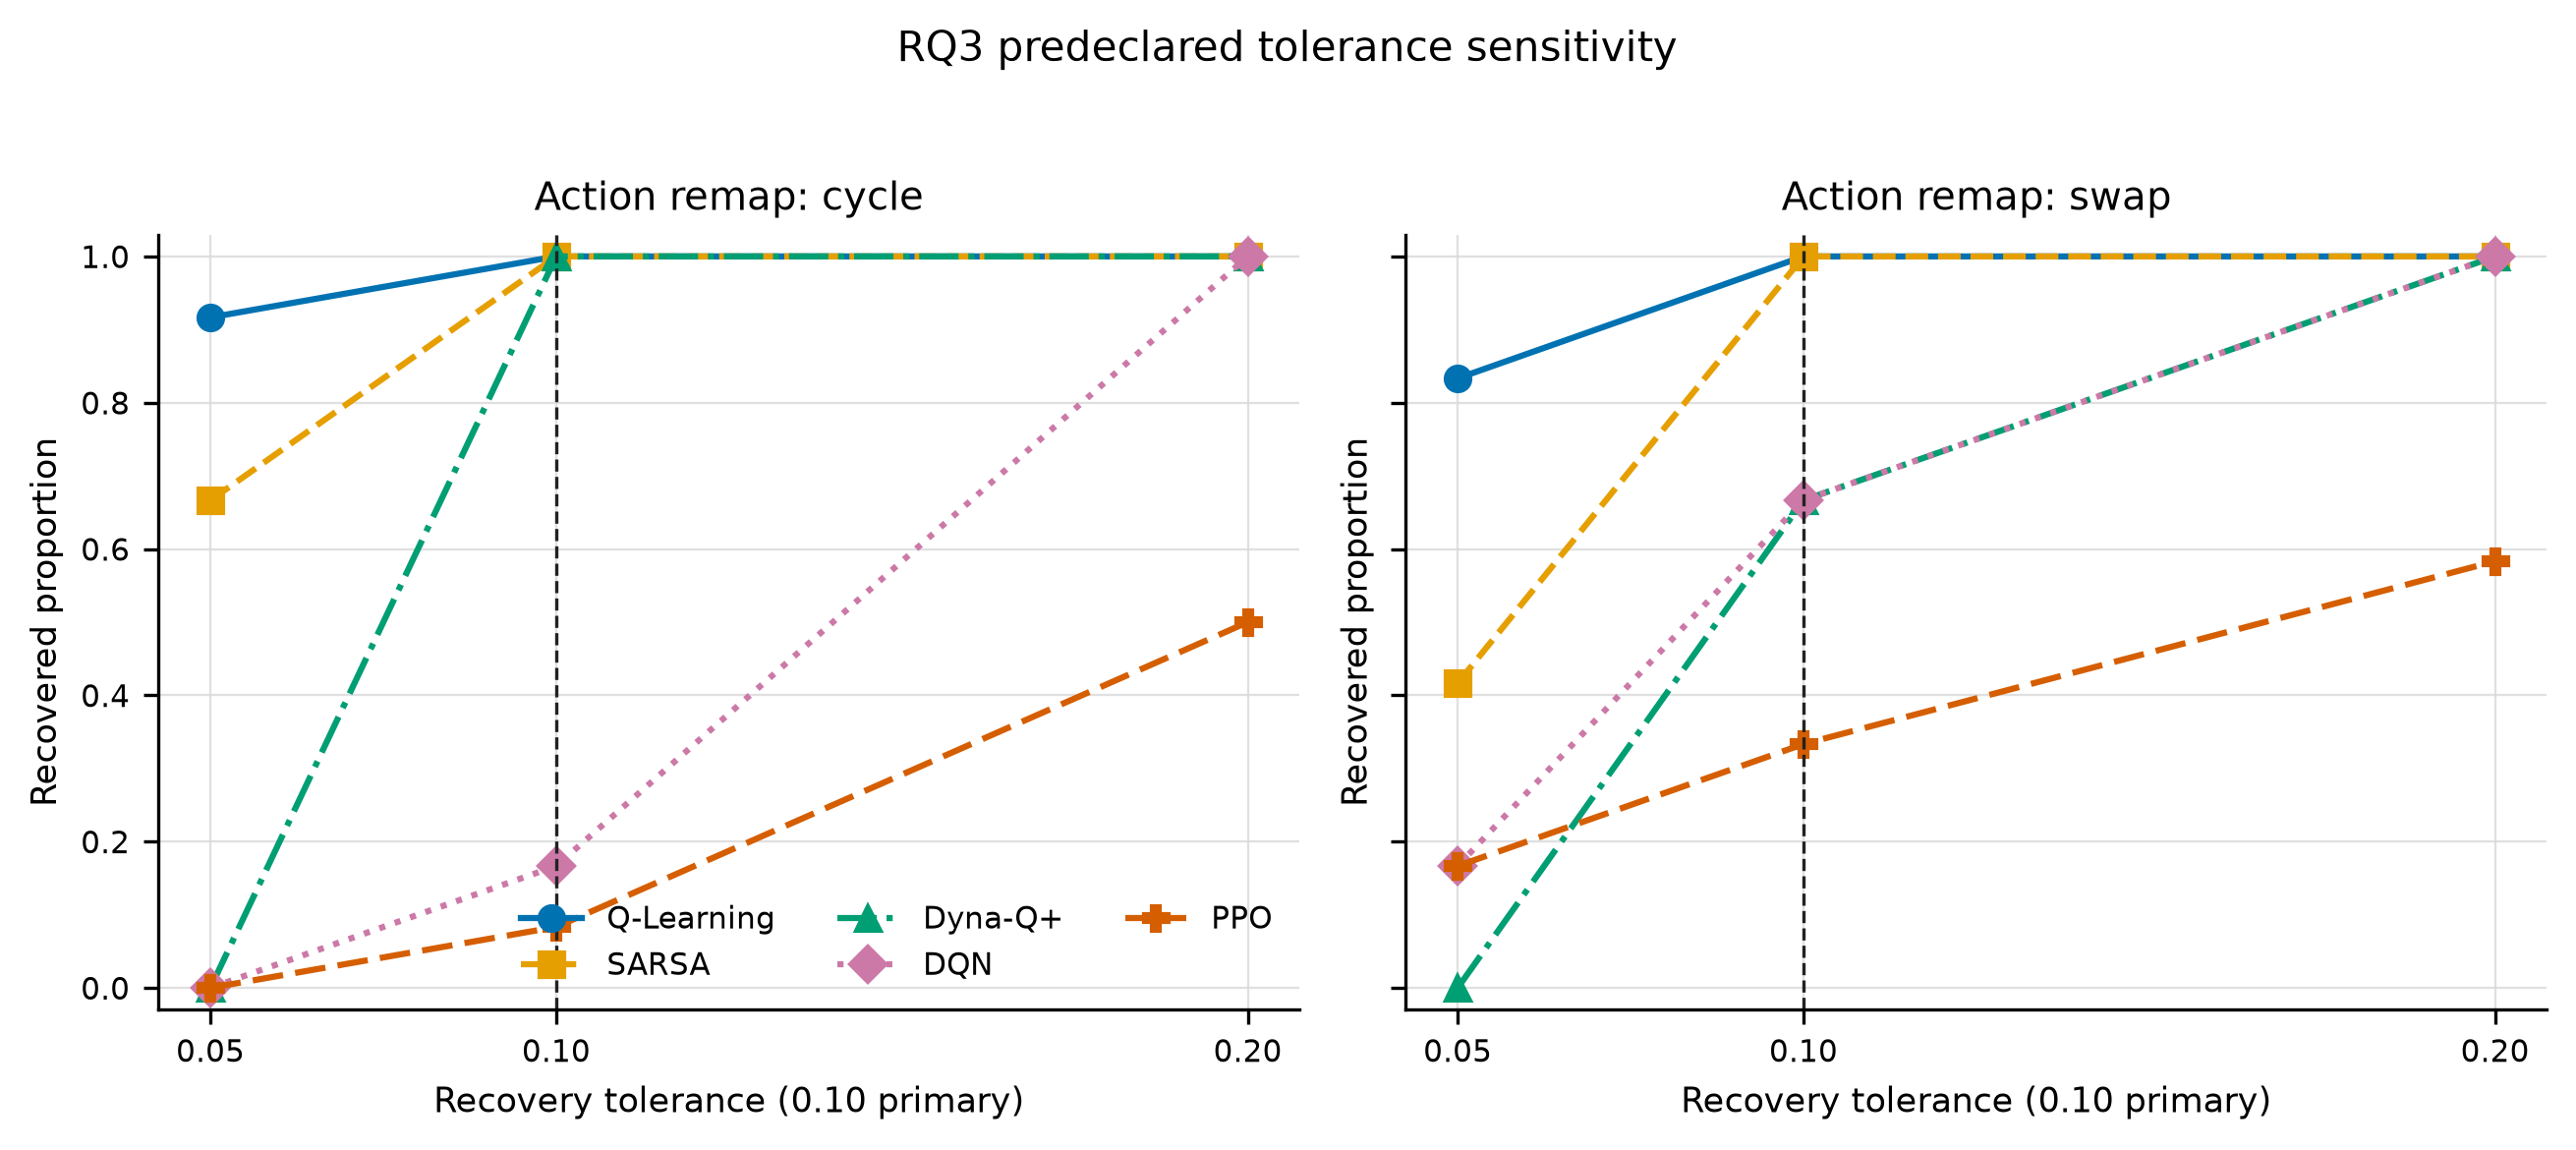 RQ3 predeclared tolerance sensitivity
Action remap: cycle
Recovered proportion
1.0
0.8
0.6
0.4
0.2
0.0
Q-Learning
SARSA
Dyna-Q+
DQN
PPO
0.05 0.10 0.20
Recovery tolerance (0.10 primary)
Action remap: swap
Recovered proportion
0.05 0.10 0.20
Recovery tolerance (0.10 primary)